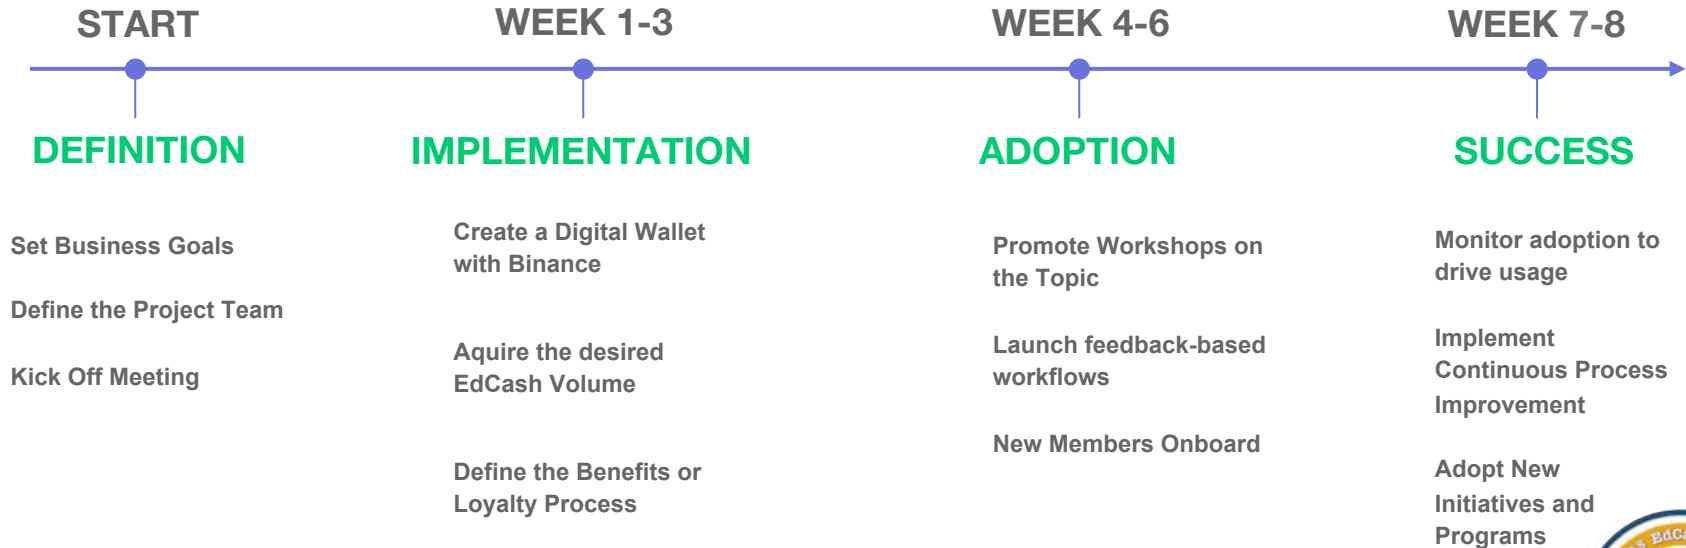 START
WEEK 1-3
WEEK 4-6
WEEK 7-8
DEFINITION
IMPLEMENTATION
ADOPTION
SUCCESS
Set Business Goals
Define the Project Team
Kick Off Meeting
Create a Digital Wallet
with Binance
Aquire the desired
EdCash Volume
Define the Benefits or
Loyalty Process
Promote Workshops on
the Topic
Launch feedback-based
workflows
New Members Onboard
Monitor adoption to
drive usage
Implement
Continuous Process
Improvement
Adopt New
Initiatives and
Programs